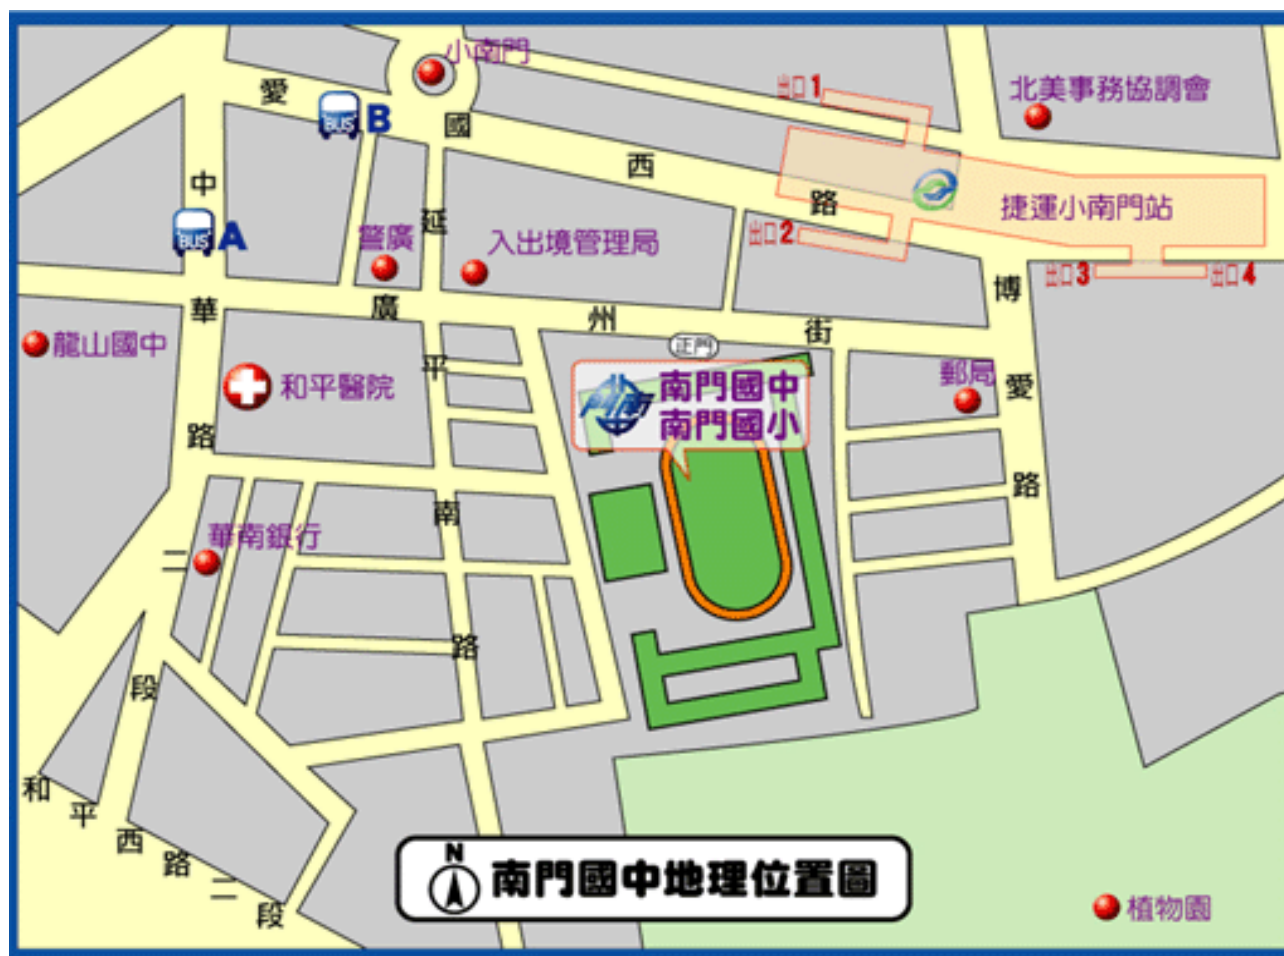 小南門
愛國西路
出口1
北美事務協調會
BUS B
中華路二段
BUS A
警廣
延平南路
入出境管理局
出口2
捷運小南門站
出口3
出口4
博愛路
廣州街
正門
龍山國中
和平醫院
南門國中
南門國小
郵局
華南銀行
和平西路二段
N
南門國中地理位置圖
植物園